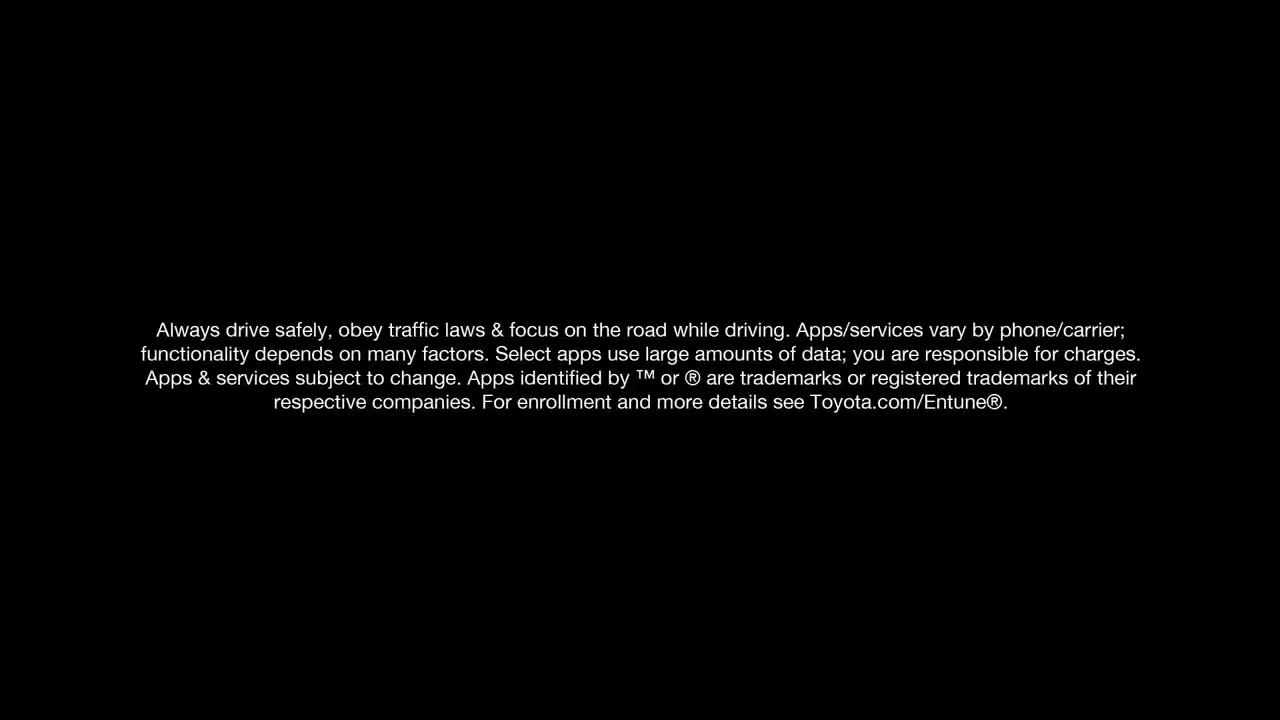 Always drive safely, obey traffic laws & focus on the road while driving. Apps/services vary by phone/carrier;
functionality depends on many factors. Select apps use large amounts of data; you are responsible for charges.
Apps & services subject to change. Apps identified by ™ or ® are trademarks or registered trademarks of their
respective companies. For enrollment and more details see Toyota.com/Entune®.